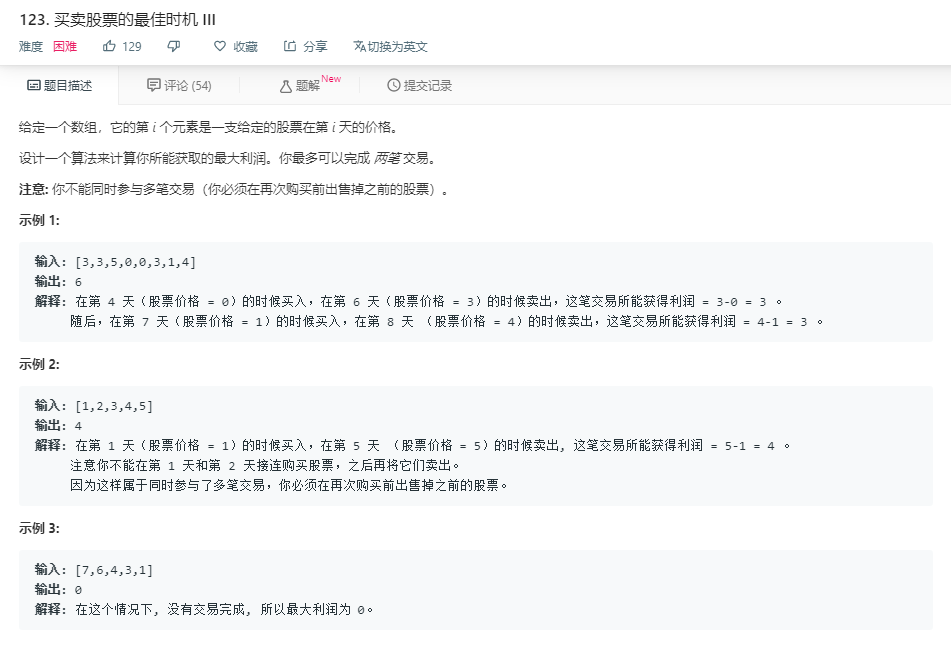 123. 买卖股票的最佳时机 III
难度 困难 129 收藏 分享 切换为英文
题目描述 评论 (54) 题解 New 提交记录
给定一个数组，它的第 i 个元素是一支给定的股票在第 i 天的价格。
设计一个算法来计算你所能获取的最大利润。你最多可以完成 两笔 交易。
注意: 你不能同时参与多笔交易（你必须在再次购买前出售掉之前的股票）。
示例 1:
输入: [3,3,5,0,0,3,1,4]
输出: 6
解释: 在第 4 天（股票价格 = 0）的时候买入，在第 6 天（股票价格 = 3）的时候卖出，这笔交易所能获得利润 = 3-0 = 3 。
随后，在第 7 天（股票价格 = 1）的时候买入，在第 8 天 （股票价格 = 4）的时候卖出，这笔交易所能获得利润 = 4-1 = 3 。
示例 2:
输入: [1,2,3,4,5]
输出: 4
解释: 在第 1 天（股票价格 = 1）的时候买入，在第 5 天 （股票价格 = 5）的时候卖出, 这笔交易所能获得利润 = 5-1 = 4 。
注意你不能在第 1 天和第 2 天接连购买股票，之后再将它们卖出。
因为这样属于同时参与了多笔交易，你必须在再次购买前出售掉之前的股票。
示例 3:
输入: [7,6,4,3,1]
输出: 0
解释: 在这个情况下, 没有交易完成, 所以最大利润为 0。